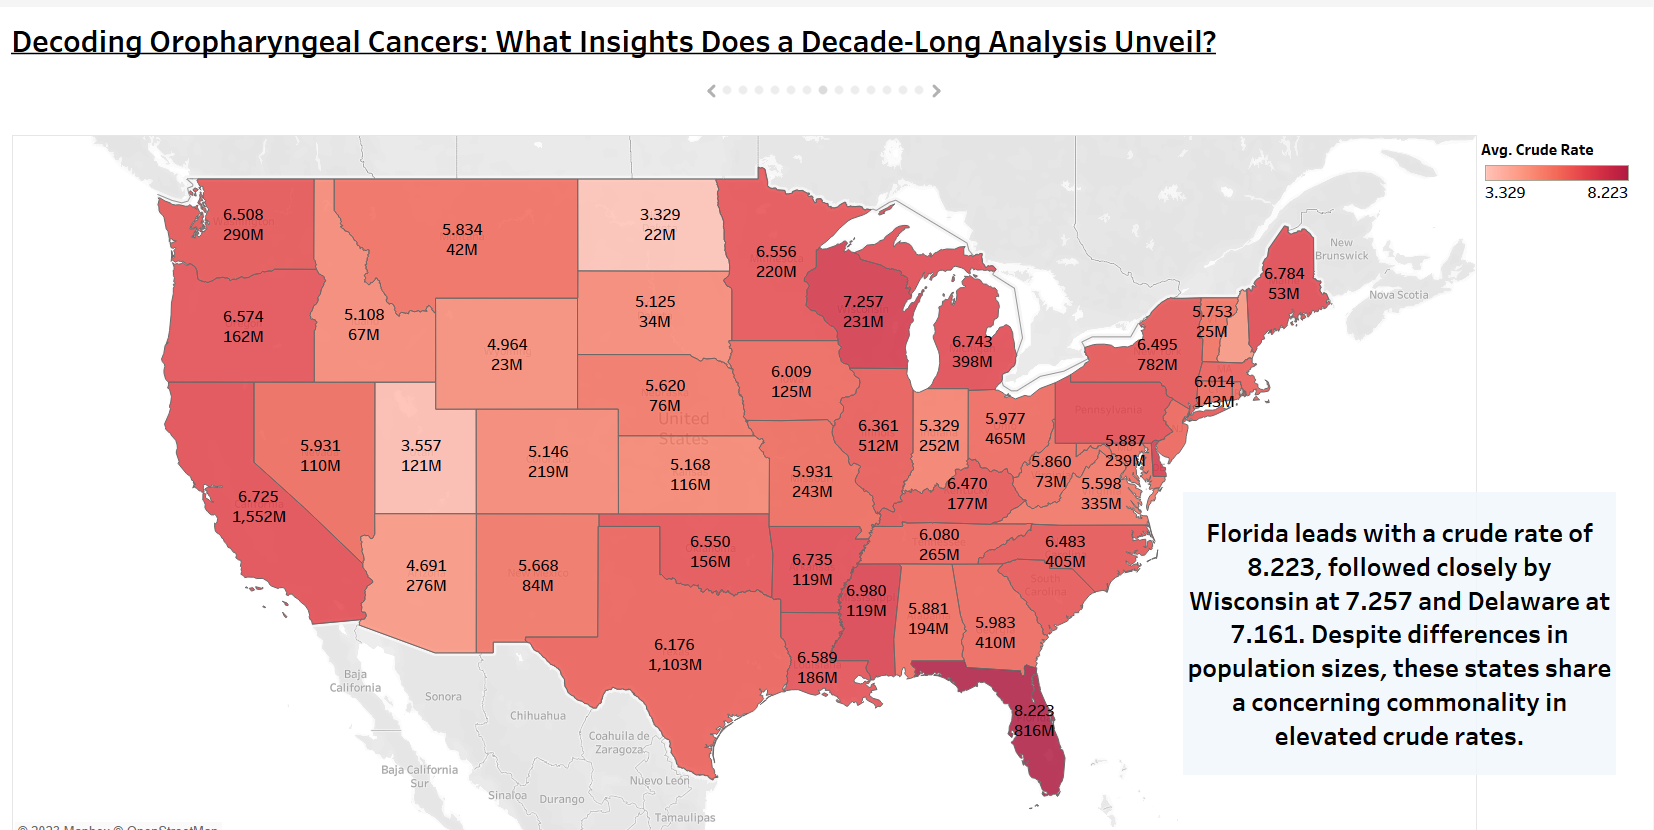 Decoding Oropharyngeal Cancers: What Insights Does a Decade-Long Analysis Unveil?
Avg. Crude Rate
3.329 8.223
6.508
290M
5.834
42M
3.329
22M
6.556
220M
7.257
231M
6.743
398M
6.784
53M
New
Brunswick
Nova Scotia
6.574
162M
5.108
67M
5.125
34M
4.964
23M
5.753
25M
6.495
782M
6.014
143M
6.009
125M
5.620
76M
United
States
Pennsylvania
5.931
110M
3.557
121M
5.146
219M
5.168
116M
5.931
243M
6.361
512M
5.329
252M
5.977
465M
5.887
239M
5.860
73M
5.598
335M
6.470
177M
6.725
1,552M
4.691
276M
5.668
84M
6.550
156M
6.735
119M
6.080
265M
6.483
405M
South
Carolina
6.980
119M
5.881
194M
5.983
410M
6.176
1,103M
6.589
186M
8.223
816M
Florida leads with a crude rate of
8.223, followed closely by
Wisconsin at 7.257 and Delaware at
7.161. Despite differences in
population sizes, these states share
a concerning commonality in
elevated crude rates.
Baja
California
Sonora
Chihuahua
Coahuila de
Zaragoza
Baja California
Sur
Sinaloa
Durango
Nuevo León
Tamaulipas
© 2023 Mapbox © OpenStreetMap